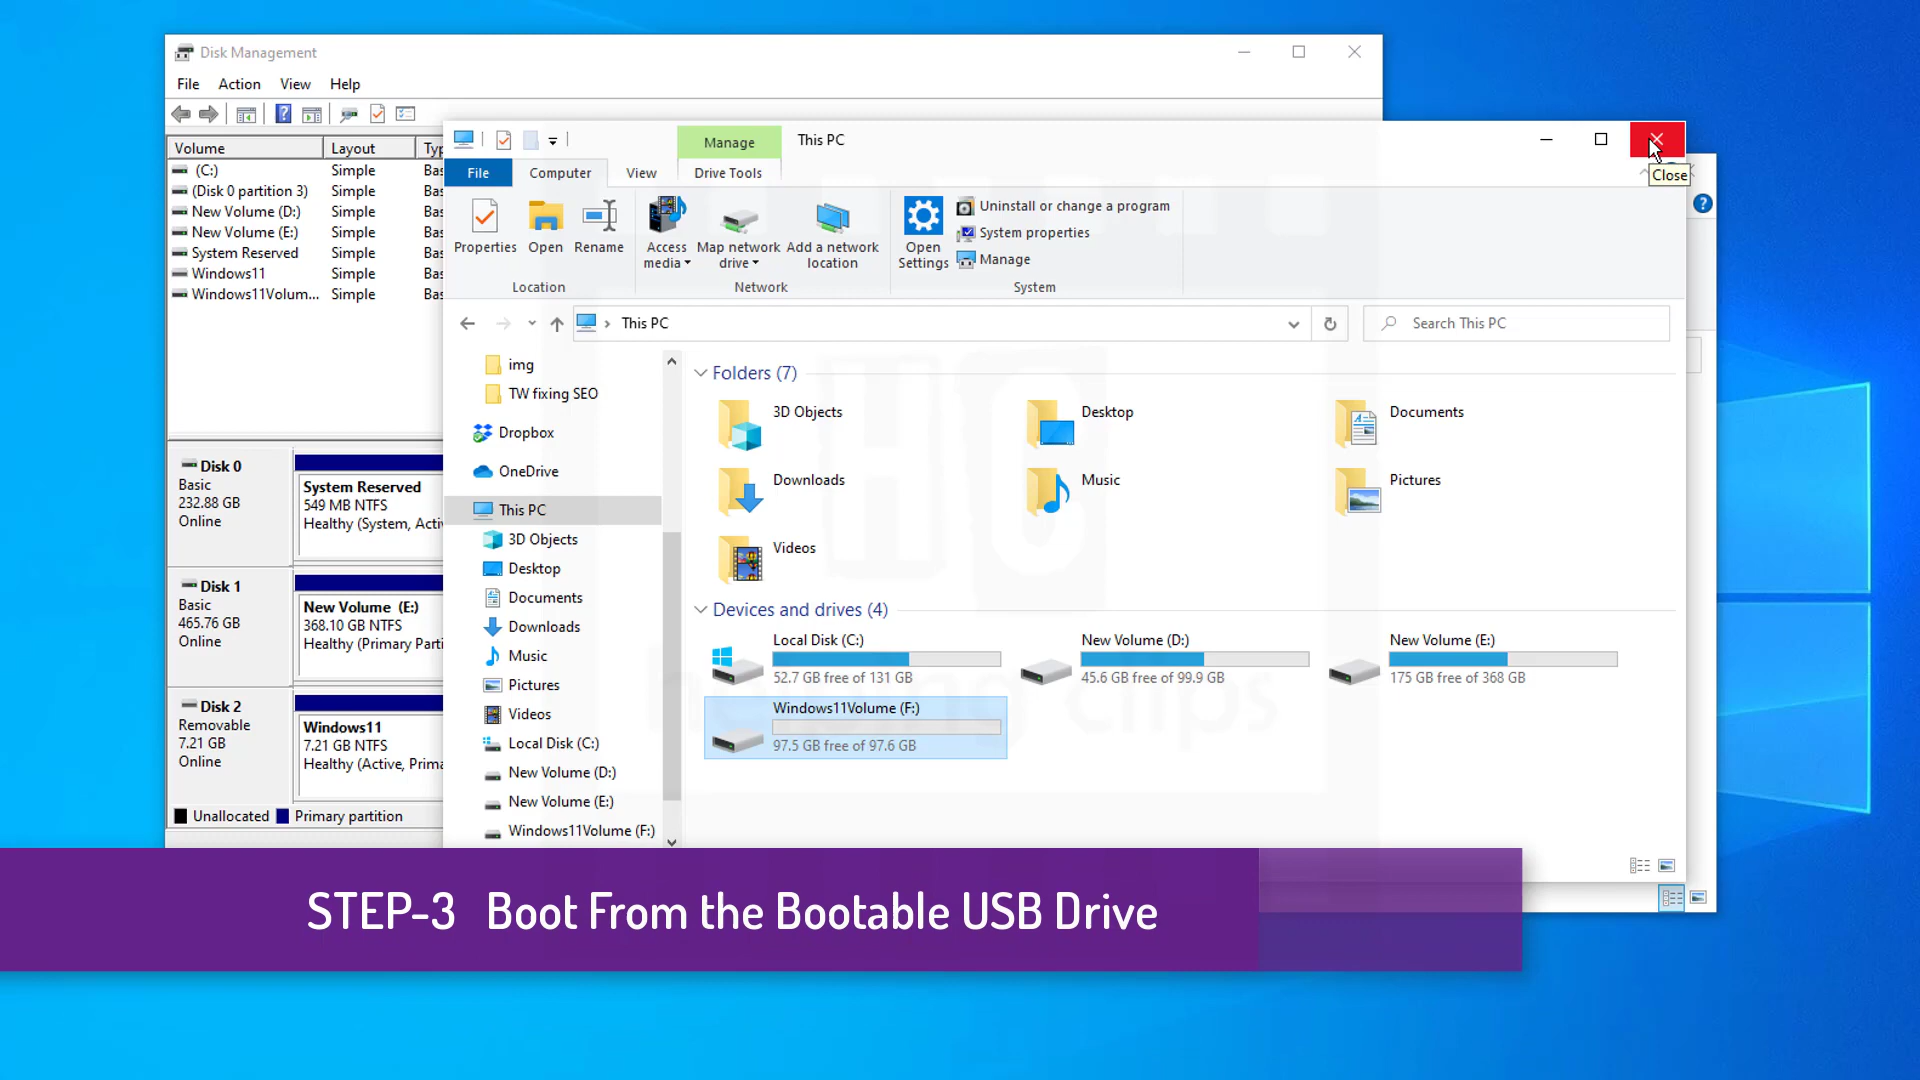 Disk Management
File Action View Help
Volume Layout Typ
(C:) Simple Bas
(Disk 0 partition 3) Simple Bas
New Volume (D:) Simple Bas
New Volume (E:) Simple Bas
System Reserved Simple Bas
Windows11 Simple Bas
Windows11Volum... Simple Bas
Disk 0
Basic
232.88 GB
Online
System Reserved
549 MB NTFS
Healthy (System, Activ
Disk 1
Basic
465.76 GB
Online
New Volume (E:)
368.10 GB NTFS
Healthy (Primary Parti
Disk 2
Removable
7.21 GB
Online
Windows11
7.21 GB NTFS
Healthy (Active, Prima
Unallocated Primary partition
Manage This PC
Close
File Computer View Drive Tools
Properties Open Rename
Access media Map network drive Add a network location
Open Settings
Uninstall or change a program
System properties
Manage
Location Network System
This PC
Search This PC
img
TW fixing SEO
Dropbox
OneDrive
This PC
3D Objects
Desktop
Documents
Downloads
Music
Pictures
Videos
Local Disk (C:)
New Volume (D:)
New Volume (E:)
Windows11Volume (F:)
Folders (7)
3D Objects Desktop Documents
Downloads Music Pictures
Videos
Devices and drives (4)
Local Disk (C:) New Volume (D:) New Volume (E:)
52.7 GB free of 131 GB 45.6 GB free of 99.9 GB 175 GB free of 368 GB
Windows11Volume (F:)
97.5 GB free of 97.6 GB
HG
helping clips
STEP-3 Boot From the Bootable USB Drive